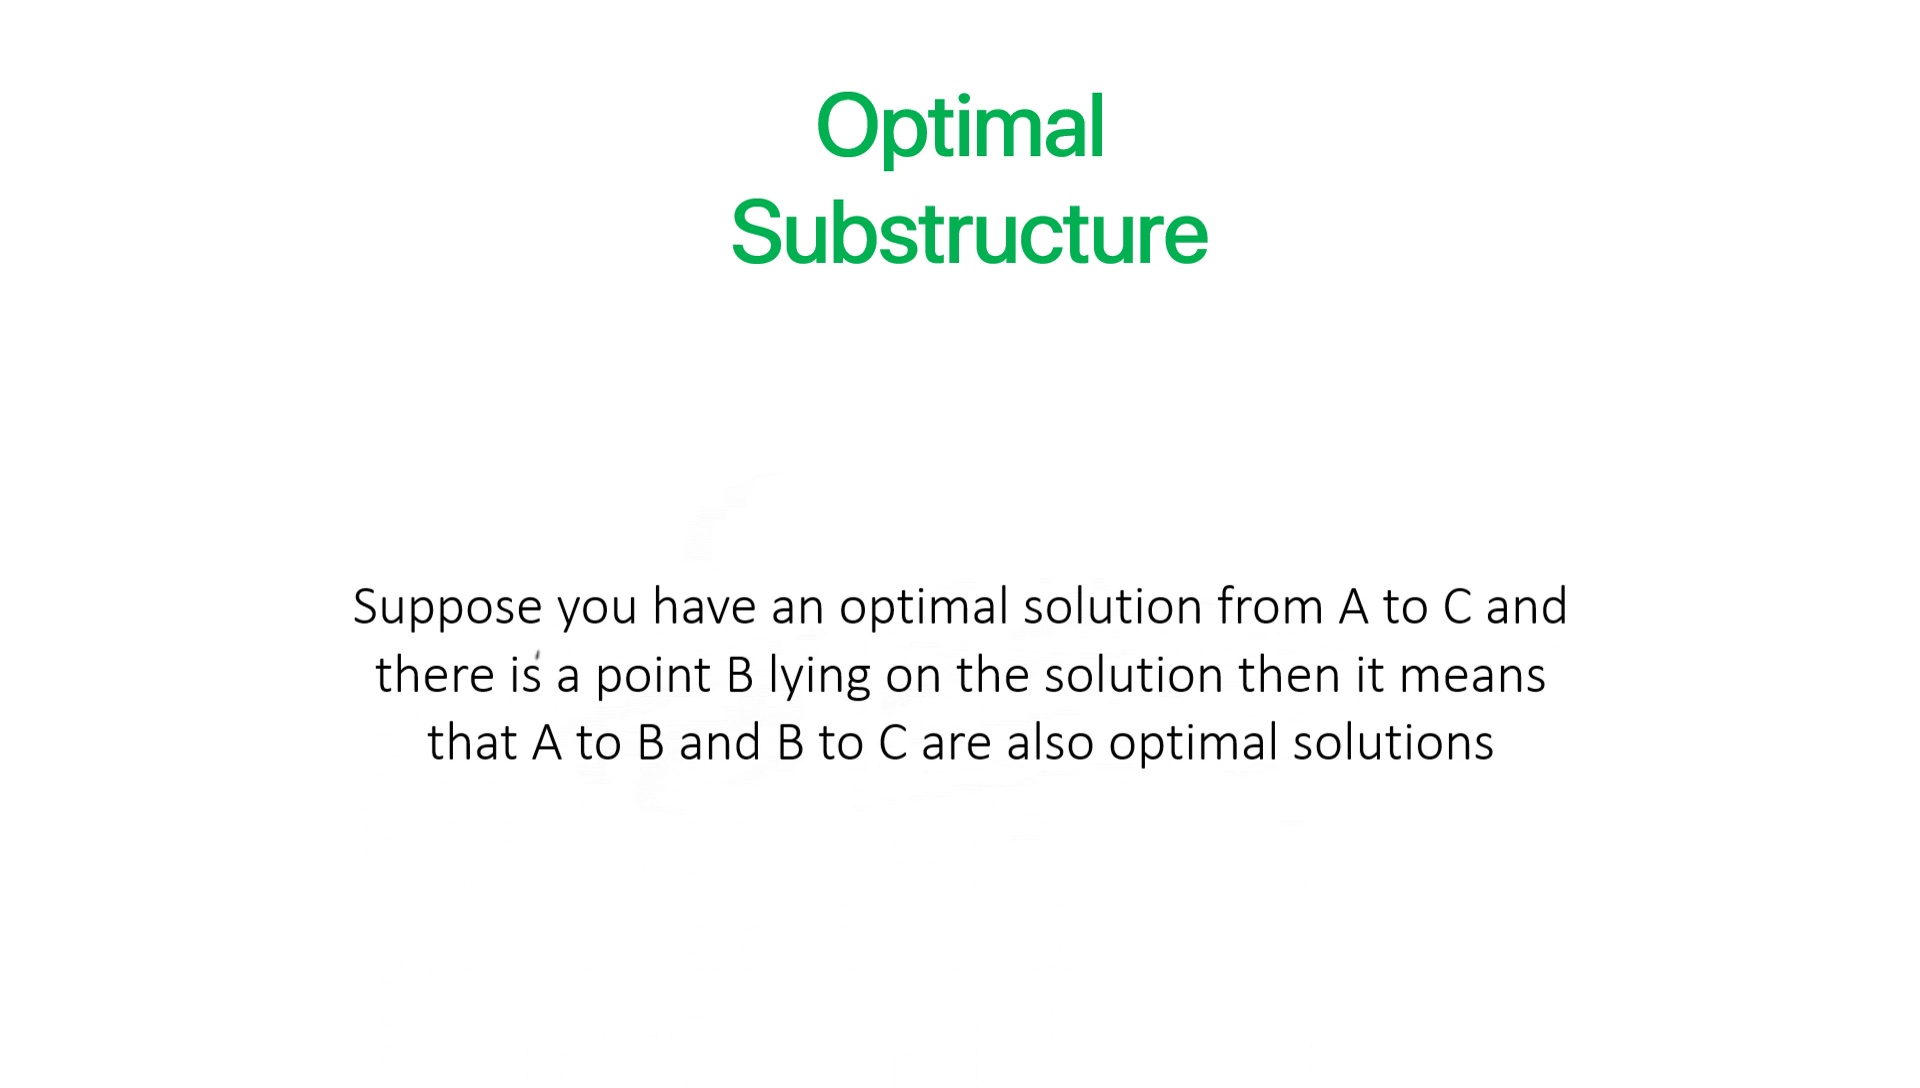 Optimal
Substructure
Suppose you have an optimal solution from A to C and
there is a point B lying on the solution then it means
that A to B and B to C are also optimal solutions